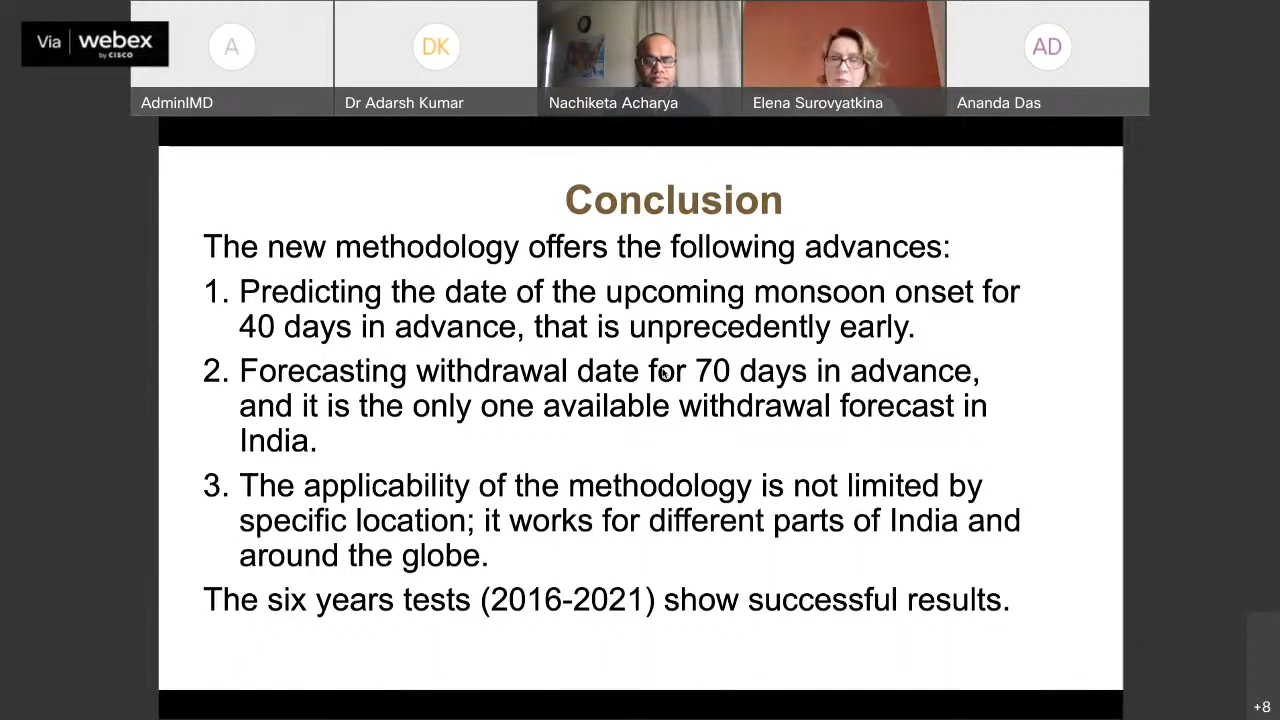 Via webex
by CISCO
A
DK
AD
AdminIMD
Dr Adarsh Kumar
Nachiketa Acharya
Elena Surovyatkina
Ananda Das
Conclusion
The new methodology offers the following advances:
1. Predicting the date of the upcoming monsoon onset for
40 days in advance, that is unprecedently early.
2. Forecasting withdrawal date for 70 days in advance,
and it is the only one available withdrawal forecast in
India.
3. The applicability of the methodology is not limited by
specific location; it works for different parts of India and
around the globe.
The six years tests (2016-2021) show successful results.
+8